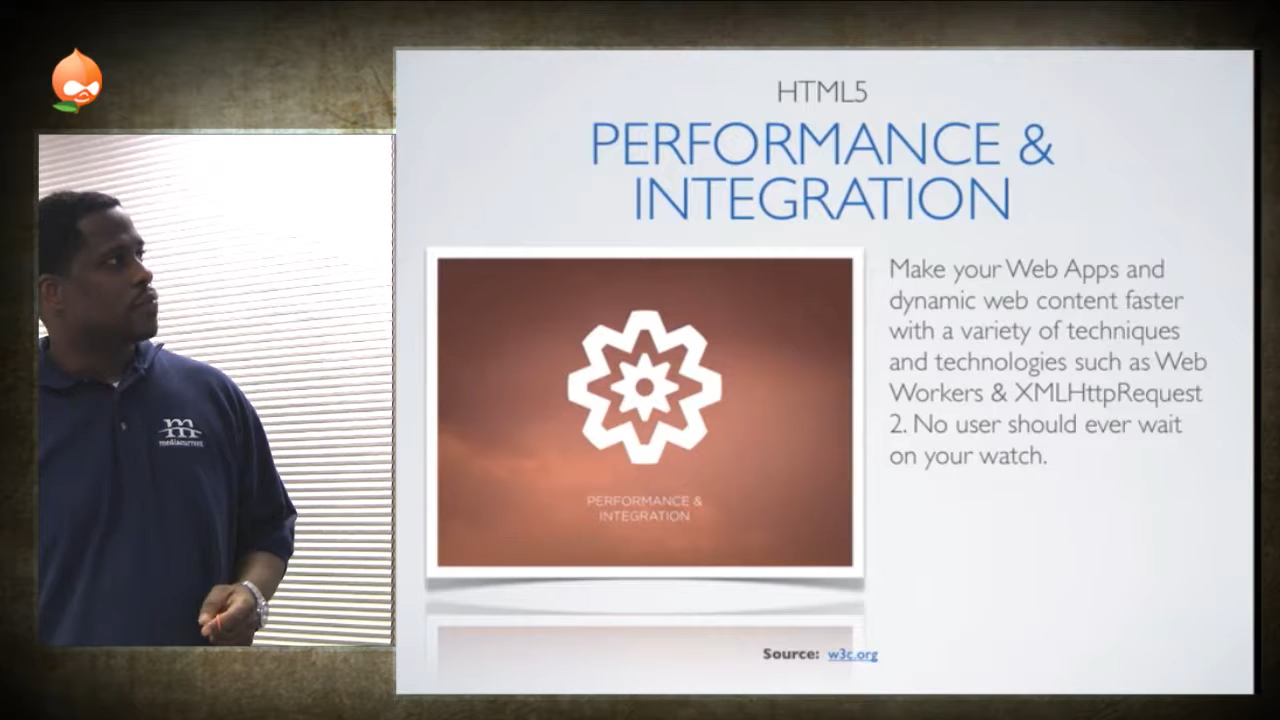 HTML5
PERFORMANCE &
INTEGRATION
Make your Web Apps and
dynamic web content faster
with a variety of techniques
and technologies such as Web
Workers & XMLHttpRequest
2. No user should ever wait
on your watch.
PERFORMANCE &
INTEGRATION
Source: w3c.org
m
mediacurrent